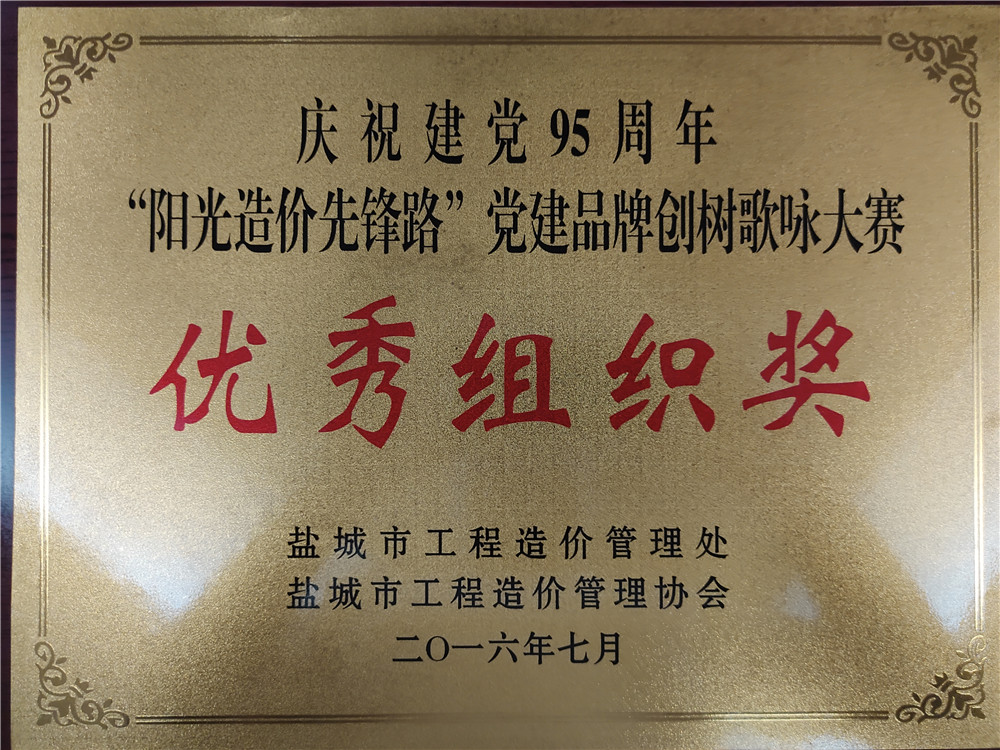 庆祝建党95周年
“阳光造价先锋路”党建品牌创树歌咏大赛
优秀组织奖
盐城市工程造价管理处
盐城市工程造价管理协会
二〇一六年七月